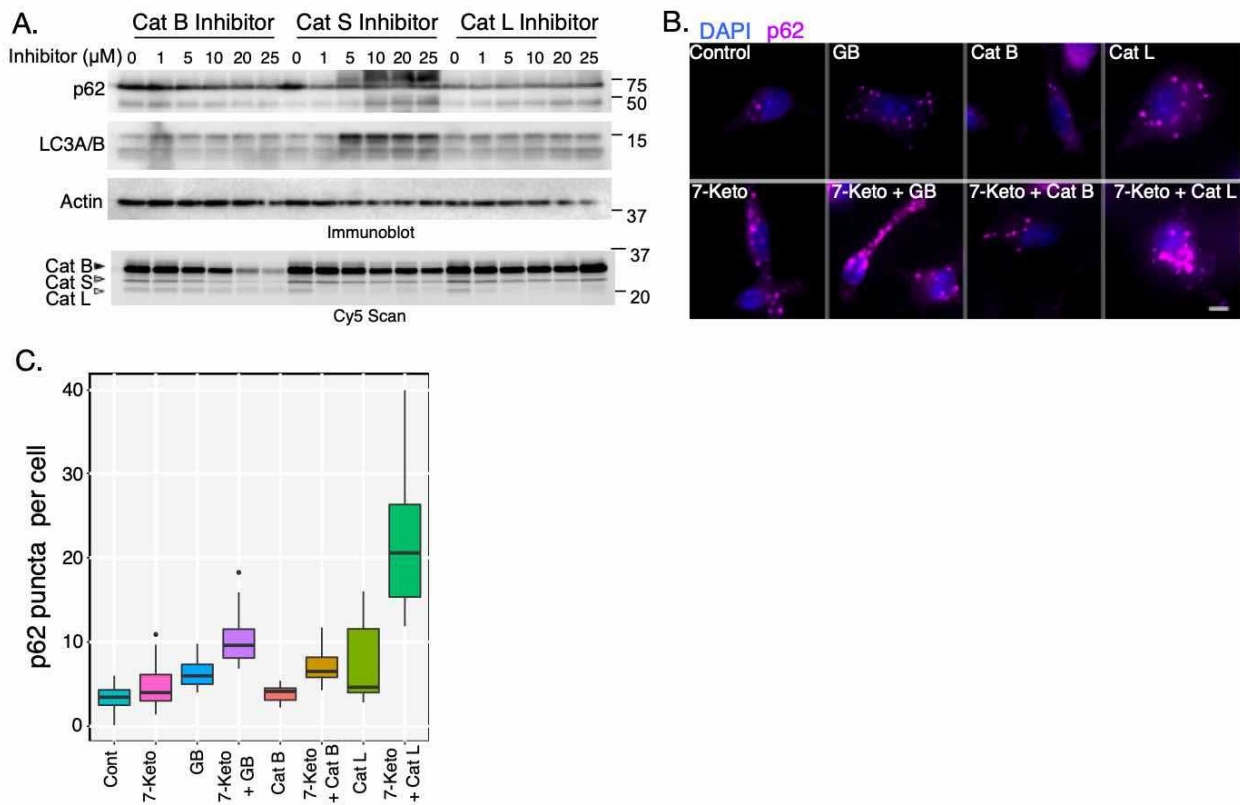 A.
Cat B Inhibitor Cat S Inhibitor Cat L Inhibitor
Inhibitor (μM) 0 1 5 10 20 25 0 1 5 10 20 25 0 1 5 10 20 25
p62
75
50
LC3A/B
15
Actin
37
Immunoblot
37
Cat B
Cat S
Cat L
20
Cy5 Scan
B.
DAPI p62
Control GB Cat B Cat L
7-Keto 7-Keto + GB 7-Keto + Cat B 7-Keto + Cat L
C.
p62 puncta per cell
40
30
20
10
0
Cont
7-Keto
GB
7-Keto
+ GB
Cat B
7-Keto
+ Cat B
Cat L
7-Keto
+ Cat L